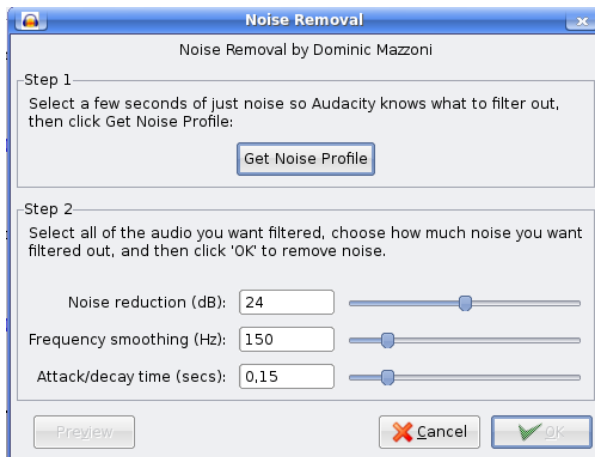 Noise Removal
Noise Removal by Dominic Mazzoni
Step 1
Select a few seconds of just noise so Audacity knows what to filter out,
then click Get Noise Profile:
Get Noise Profile
Step 2
Select all of the audio you want filtered, choose how much noise you want
filtered out, and then click 'OK' to remove noise.
Noise reduction (dB): 24
Frequency smoothing (Hz): 150
Attack/decay time (secs): 0,15
Preview Cancel OK